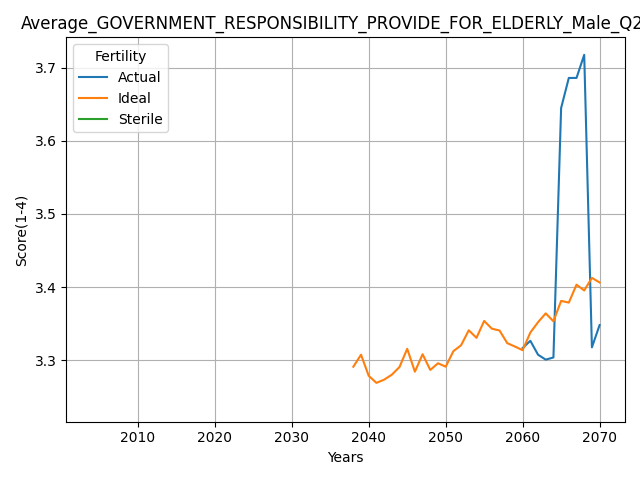 Average_GOVERNMENT_RESPONSIBILITY_PROVIDE_FOR_ELDERLY_Male_Q2
Fertility
Actual
Ideal
Sterile
3.7
3.6
3.5
3.4
3.3
Score(1-4)
2010 2020 2030 2040 2050 2060 2070
Years